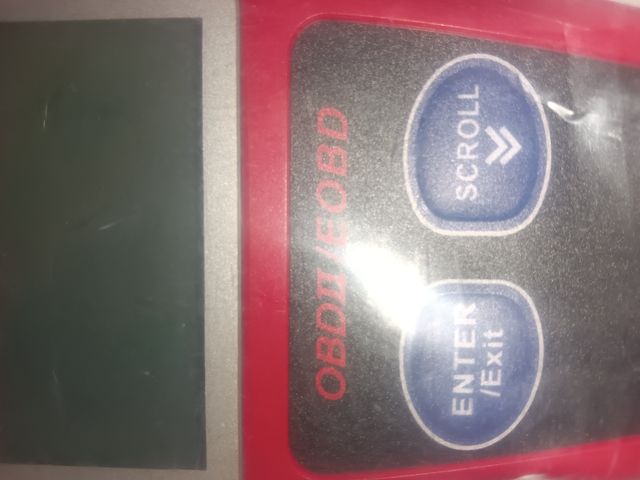 OBDII/EOBD
ENTER
/Exit
SCROLL